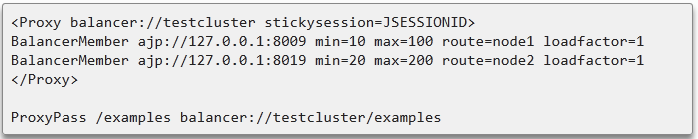 <Proxy balancer://testcluster stickysession=JSESSIONID>
BalancerMember ajp://127.0.0.1:8009 min=10 max=100 route=node1 loadfactor=1
BalancerMember ajp://127.0.0.1:8019 min=20 max=200 route=node2 loadfactor=1
</Proxy>
ProxyPass /examples balancer://testcluster/examples